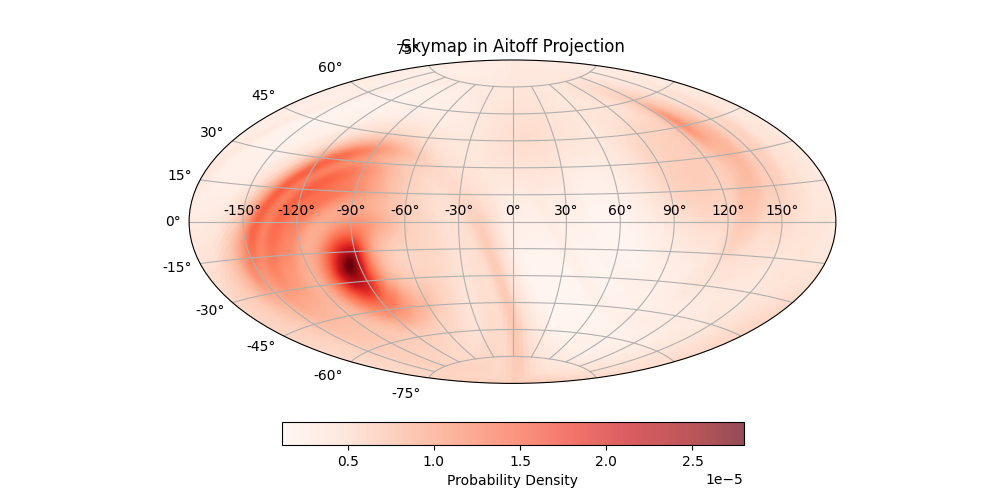 Skymap in Aitoff Projection
75°
60°
45°
30°
15°
-150° -120° -90° -60° -30° 0° 30° 60° 90° 120° 150°
0°
-15°
-30°
-45°
-60°
-75°
0.5 1.0 1.5 2.0 2.5
1e−5
Probability Density